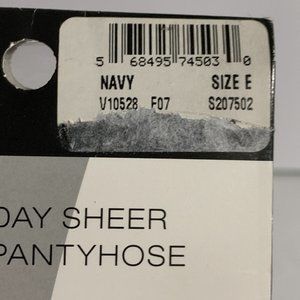 5 68495 74503 0
NAVY SIZE E
V10528 F07 S207502
DAY SHEER
PANTYHOSE